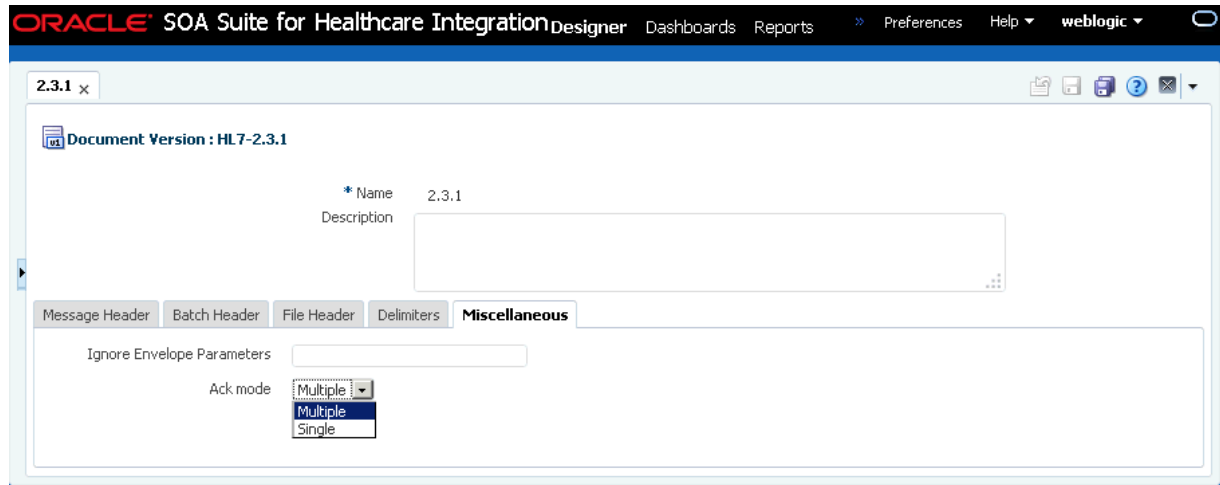 ORACLE® SOA Suite for Healthcare Integration Designer Dashboards Reports » Preferences Help weblogic
2.3.1 x
v1 Document Version : HL7-2.3.1
* Name 2.3.1
Description
Message Header Batch Header File Header Delimiters Miscellaneous
Ignore Envelope Parameters
Ack mode Multiple
Multiple
Single